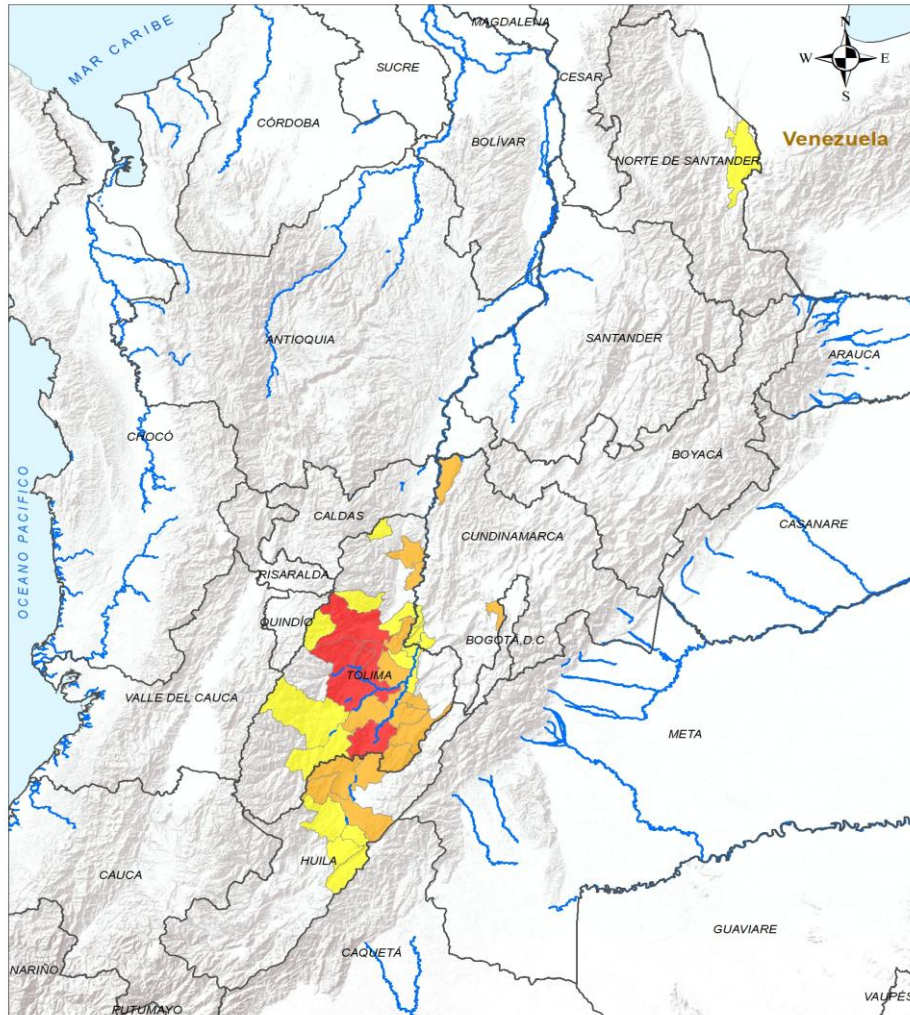 MAGDALENA
MAR CARIBE
N
W
E
S
SUCRE
CESAR
CÓRDOBA
BOLÍVAR
Venezuela
NORTE DE SANTANDER
ANTIOQUIA
SANTANDER
ARAUCA
CHOCÓ
BOYACÁ
OCEANO PACIFICO
CALDAS
CASANARE
CUNDINAMARCA
RISARALDA
QUINDÍO
BOGOTÁ,D.C
TOLIMA
VALLE DEL CAUCA
META
HUILA
CAUCA
GUAVIARE
CAQUETÁ
NARIÑO
VAUPÉS
PUTUMAYO